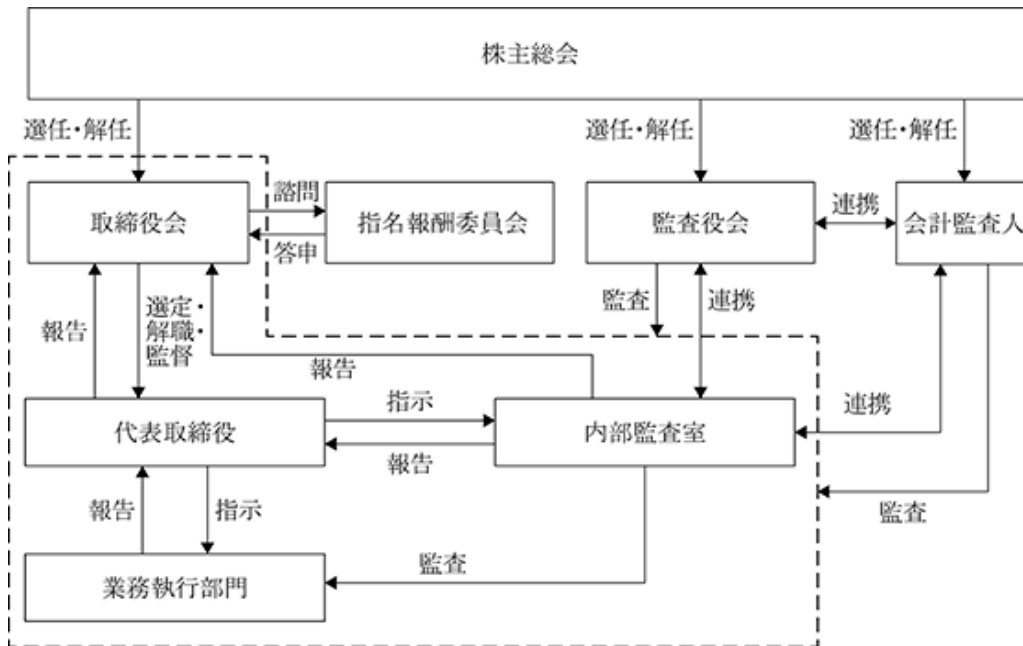 株主総会
選任・解任
選任・解任
選任・解任
取締役会
諮問
答申
指名報酬委員会
監査役会
連携
会計監査人
報告
選定・
解職・
監督
報告
監査
連携
代表取締役
指示
報告
内部監査室
連携
報告
指示
監査
監査
業務執行部門